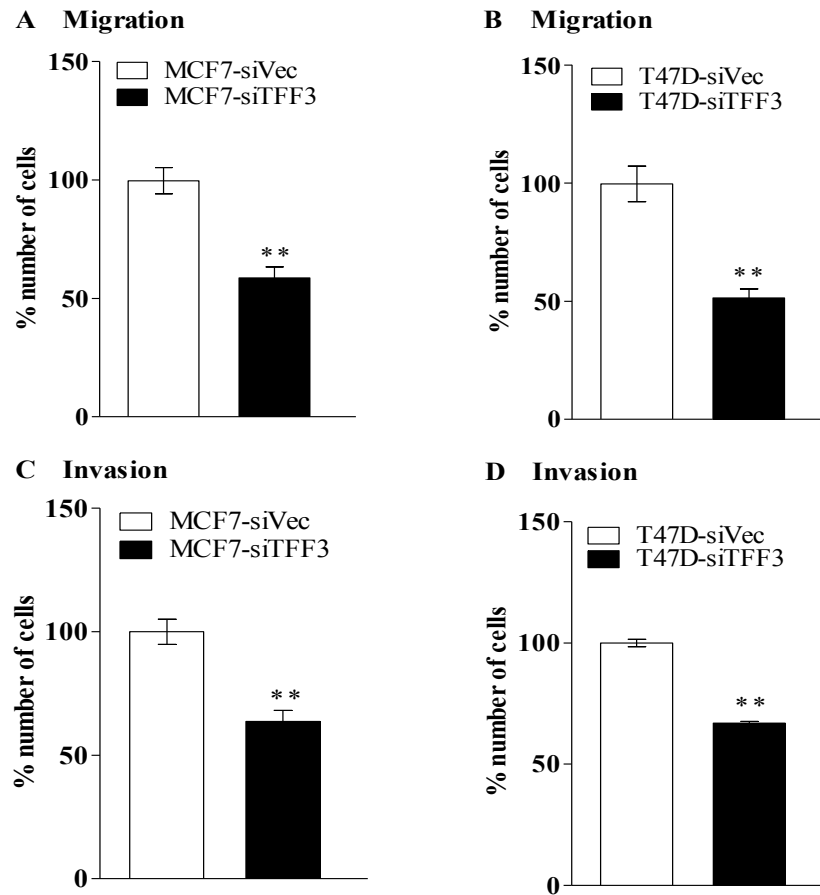 A Migration
150
MCF7-siVec
MCF7-siTFF3
% number of cells
100
**
50
0
B Migration
150
T47D-siVec
T47D-siTFF3
% number of cells
100
**
50
0
C Invasion
150
MCF7-siVec
MCF7-siTFF3
% number of cells
100
**
50
0
D Invasion
150
T47D-siVec
T47D-siTFF3
% number of cells
100
**
50
0